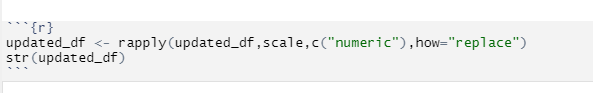 ```{r}
updated_df <- rapply(updated_df,scale,c("numeric"),how="replace")
str(updated_df)
```